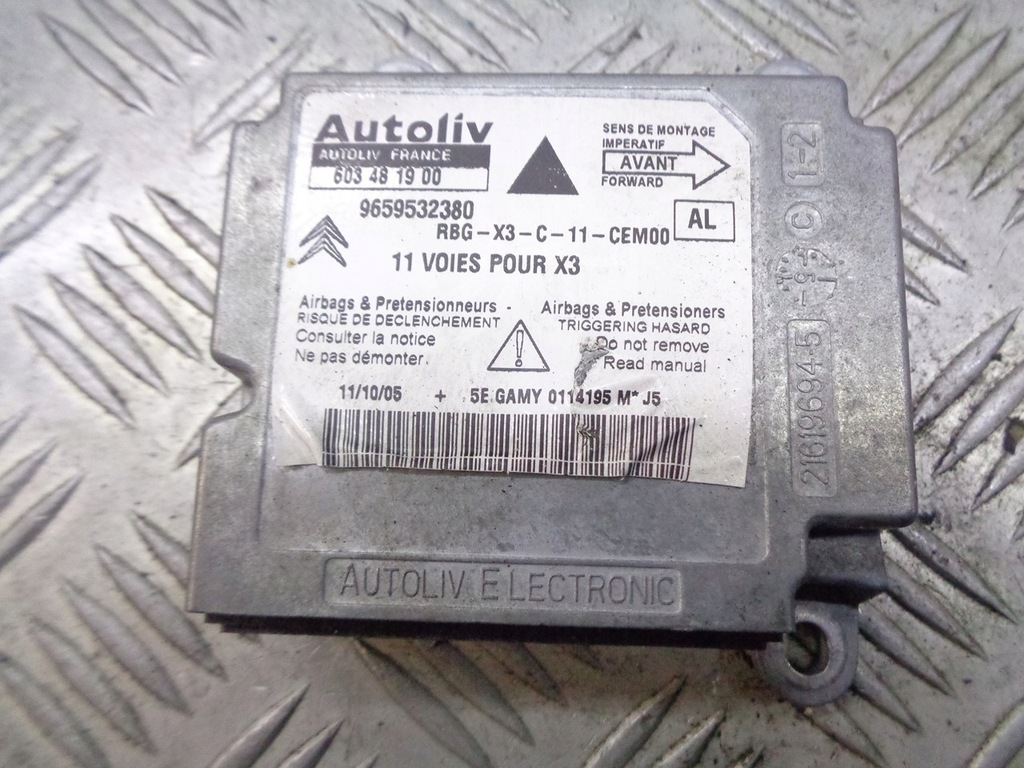 Autoliv
AUTOLIV FRANCE
603 48 19 00
SENS DE MONTAGE
IMPERATIF
AVANT
FORWARD
9659532380
RBG-X3-C-11-CEM00
AL
11 VOIES POUR X3
Airbags & Pretensionneurs -
RISQUE DE DECLENCHEMENT
Consulter la notice
Ne pas démonter.
Airbags & Pretensioners
TRIGGERING HASARD
Do not remove
Read manual
11/10/05 + 5E GAMY 0114195 M* J5
AUTOLIV ELECTRONIC
21619694.5
C 1-2